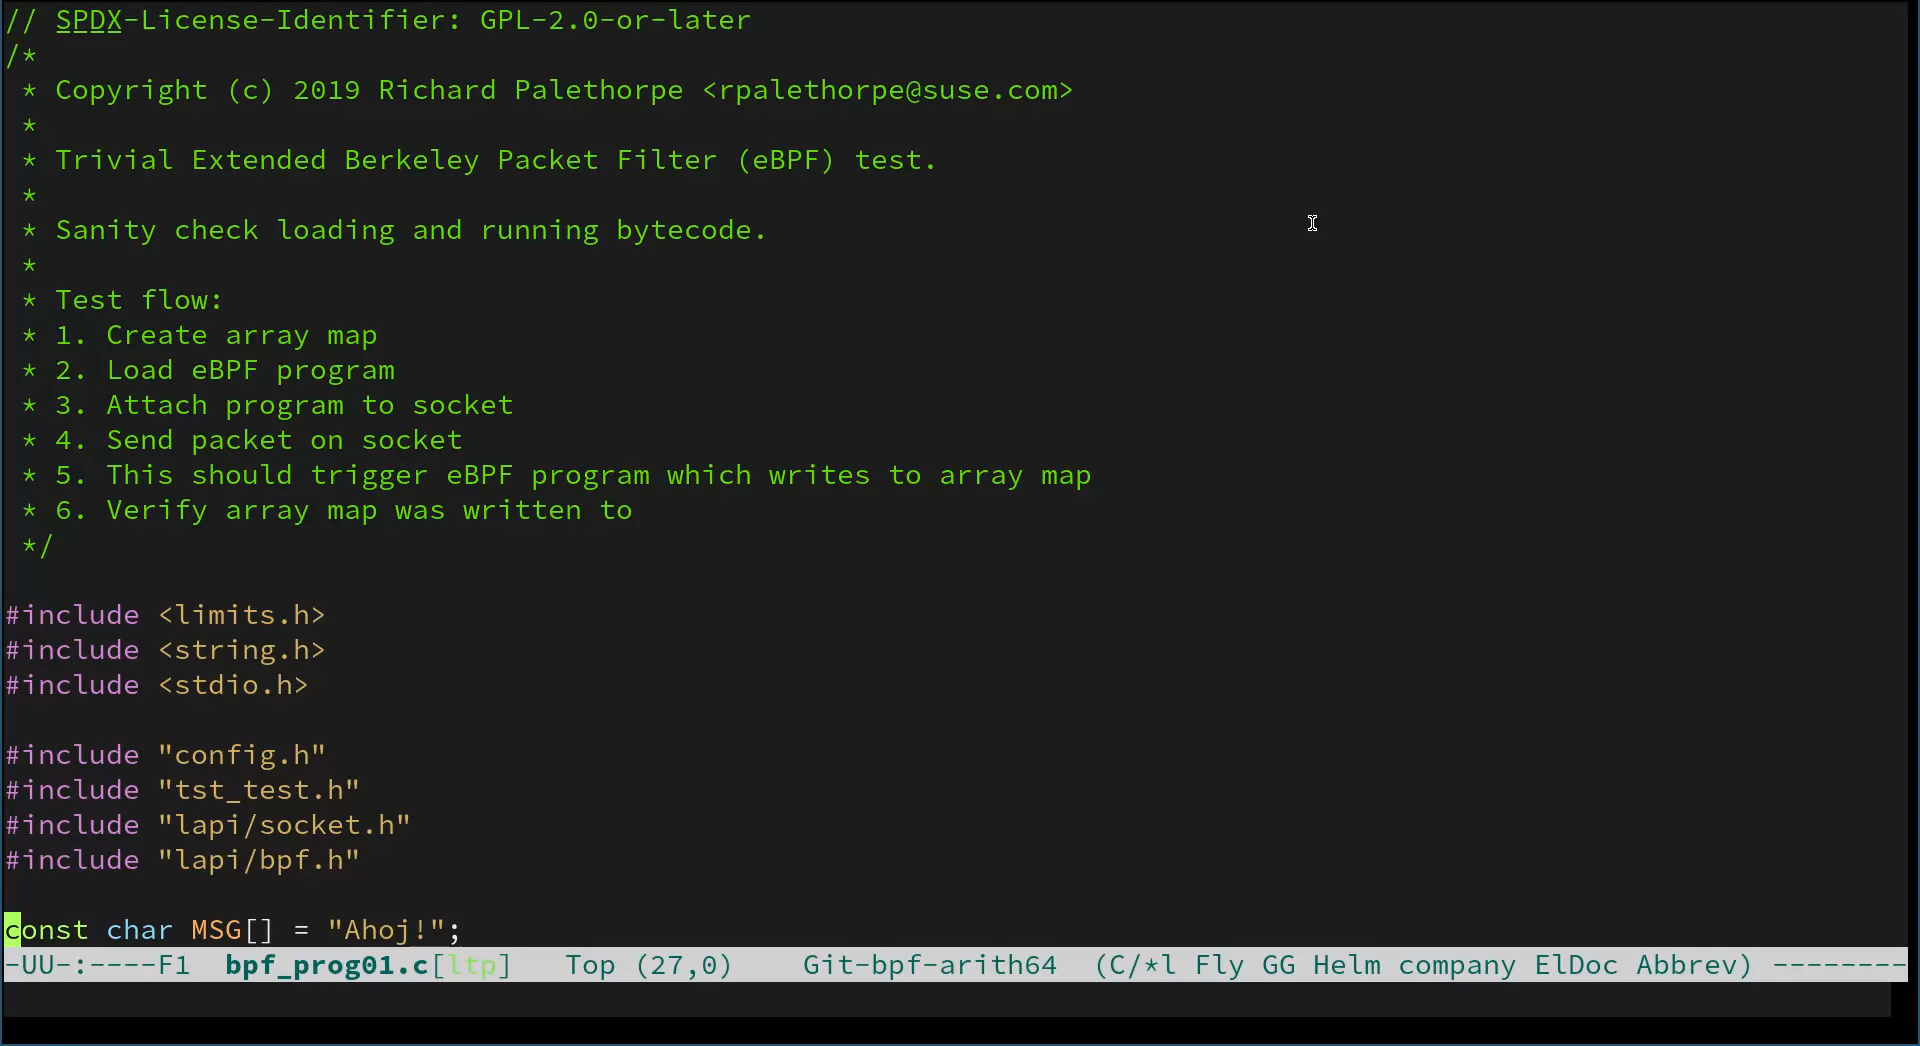 // SPDX-License-Identifier: GPL-2.0-or-later
/*
 * Copyright (c) 2019 Richard Palethorpe <rpalethorpe@suse.com>
 *
 * Trivial Extended Berkeley Packet Filter (eBPF) test.
 *
 * Sanity check loading and running bytecode.
 *
 * Test flow:
 * 1. Create array map
 * 2. Load eBPF program
 * 3. Attach program to socket
 * 4. Send packet on socket
 * 5. This should trigger eBPF program which writes to array map
 * 6. Verify array map was written to
 */
#include <limits.h>
#include <string.h>
#include <stdio.h>
#include "config.h"
#include "tst_test.h"
#include "lapi/socket.h"
#include "lapi/bpf.h"
const char MSG[] = "Ahoj!";
-UU-:----F1  bpf_prog01.c[ltp]   Top (27,0)    Git-bpf-arith64  (C/*l Fly GG Helm company ElDoc Abbrev) --------